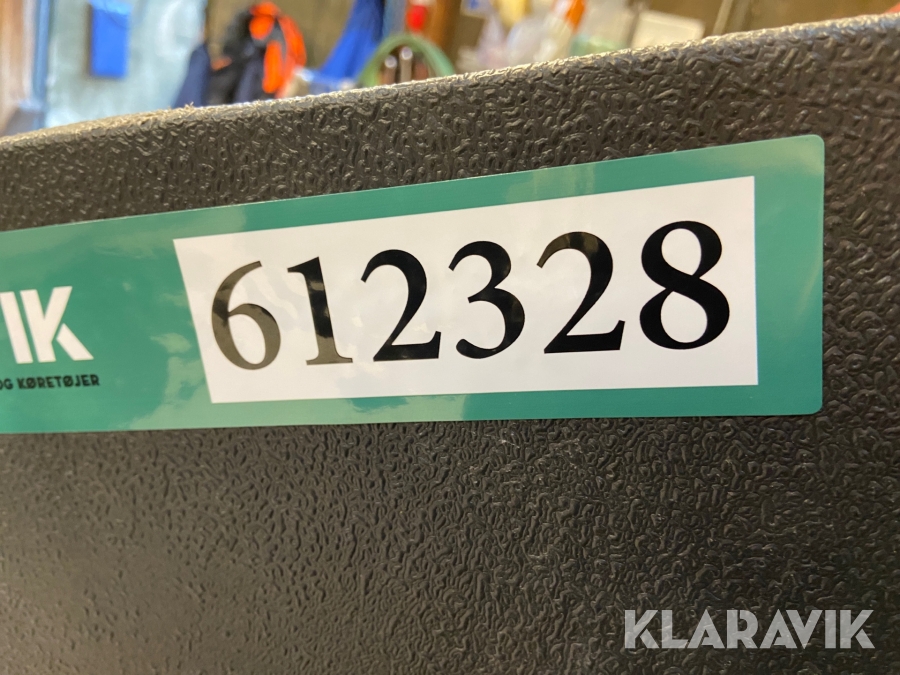 IK
OG KØRETØJER
612328
KLARAVIK